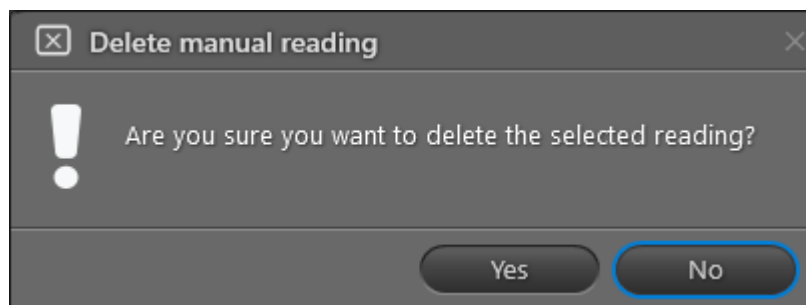 Delete manual reading
Are you sure you want to delete the selected reading?
Yes
No